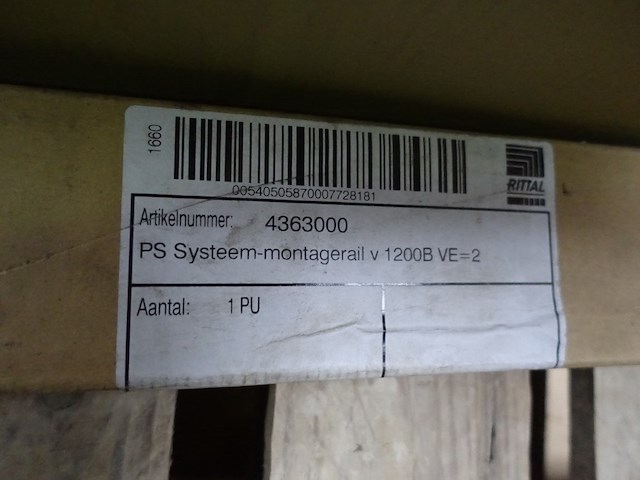 1660
00540505870007728181
RITTAL
Artikelnummer: 4363000
PS Systeem-montagerail v 1200B VE=2
Aantal: 1 PU